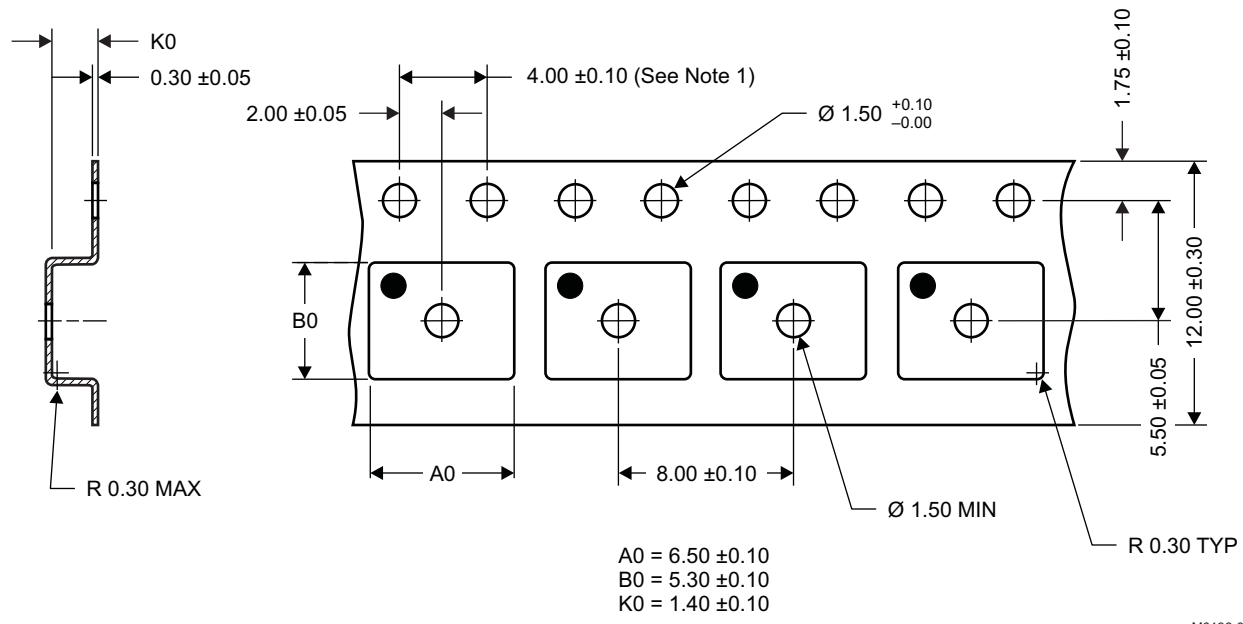 K0
0.30 ±0.05
4.00 ±0.10 (See Note 1)
2.00 ±0.05
Ø 1.50 +0.10 –0.00
1.75 ±0.10
12.00 ±0.30
5.50 ±0.05
B0
A0
8.00 ±0.10
R 0.30 MAX
Ø 1.50 MIN
R 0.30 TYP
A0 = 6.50 ±0.10
B0 = 5.30 ±0.10
K0 = 1.40 ±0.10